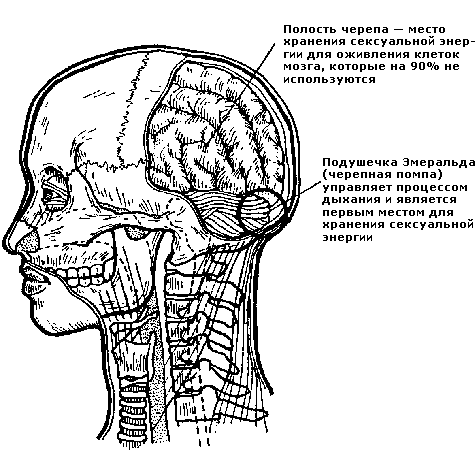 Полость черепа — место
хранения сексуальной энер-
гии для оживления клеток
мозга, которые на 90% не
используются
Подушечка Эмеральда
(черепная помпа)
управляет процессом
дыхания и является
первым местом для
хранения сексуальной
энергии